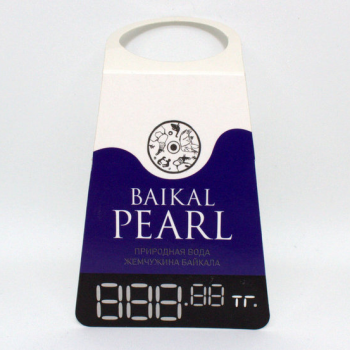 BAIKAL
PEARL
ПРИРОДНАЯ ВОДА
ЖЕМЧУЖИНА БАЙКАЛА
888.88 тг.